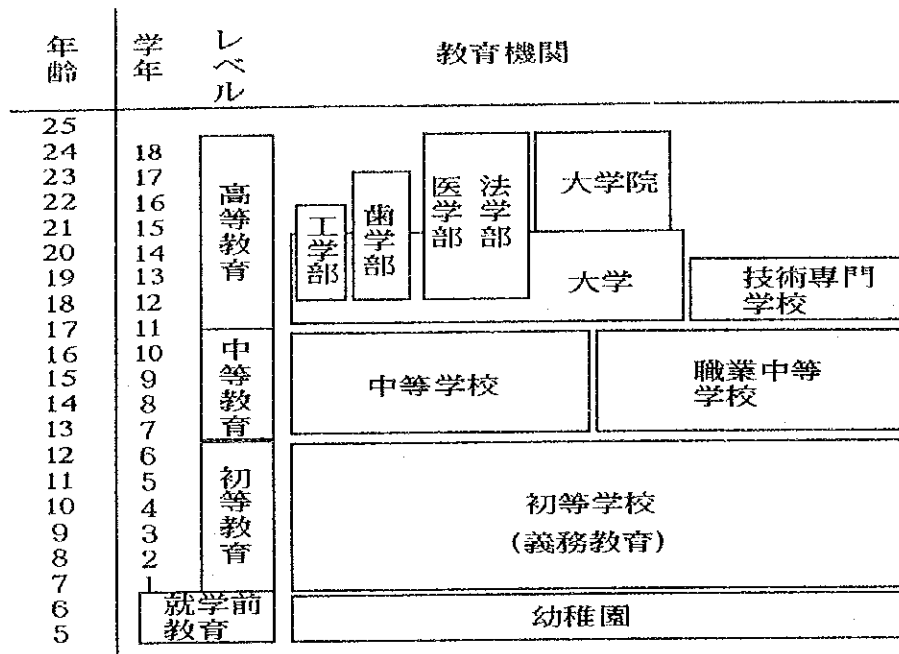 年齢 学年 レベル 教育機関
25
24 18
23 17
22 16
21 15
20 14
19 13
18 12
17 11
16 10
15 9
14 8
13 7
12 6
11 5
10 4
9 3
8 2
7 1
6
5
高等教育
中等教育
初等教育
就学前
教育
工学部
歯学部
医学部
法学部
大学院
大学
技術専門
学校
中等学校
職業中等
学校
初等学校
(義務教育)
幼稚園